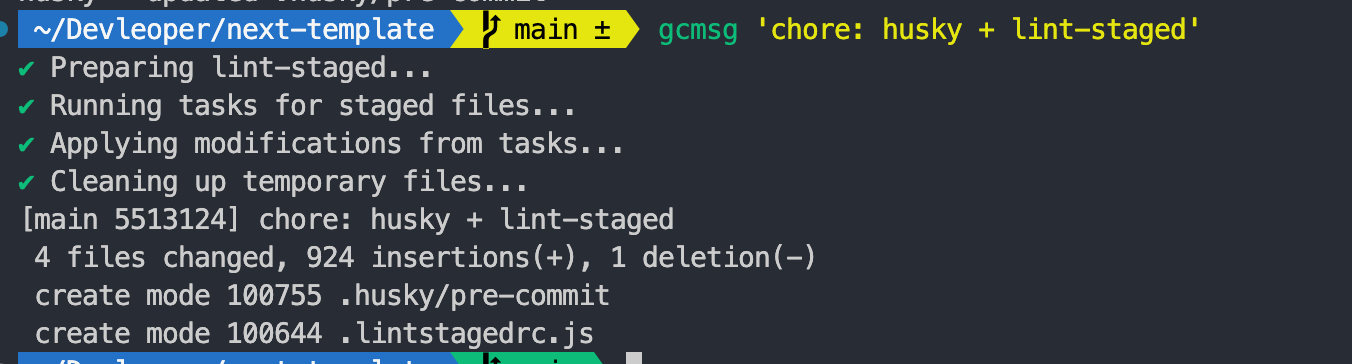 ~/Devleoper/next-template main ± gcmsg 'chore: husky + lint-staged'
✔ Preparing lint-staged...
✔ Running tasks for staged files...
✔ Applying modifications from tasks...
✔ Cleaning up temporary files...
[main 5513124] chore: husky + lint-staged
4 files changed, 924 insertions(+), 1 deletion(-)
create mode 100755 .husky/pre-commit
create mode 100644 .lintstagedrc.js